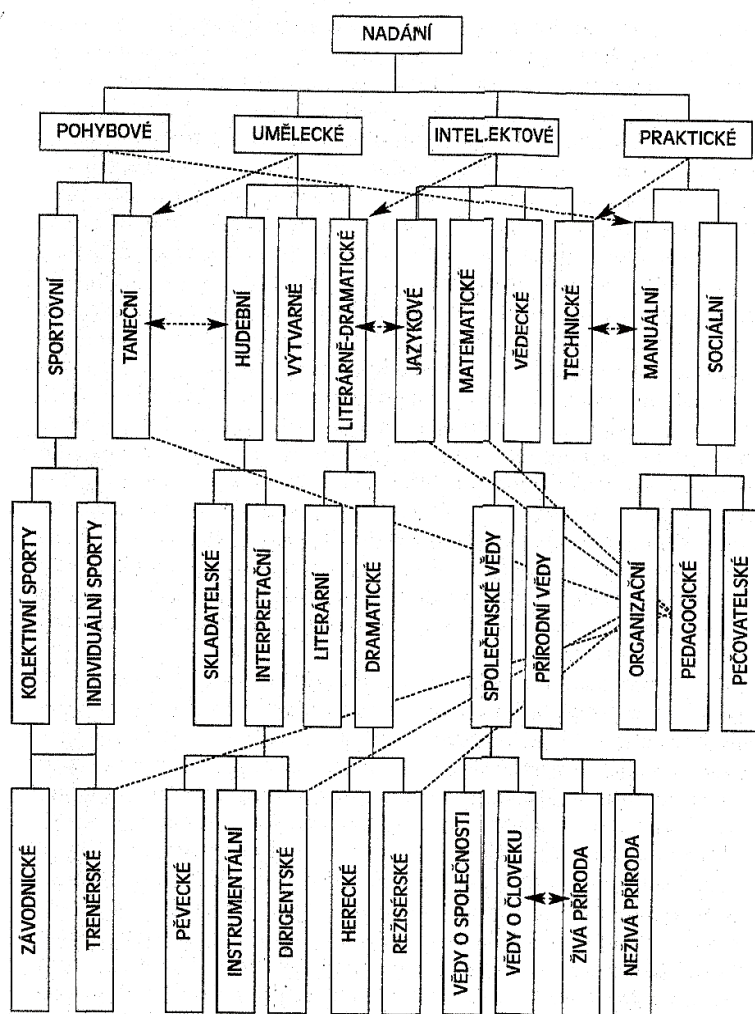 NADÁNÍ
POHYBOVÉ
UMĚLECKÉ
INTELEKTOVÉ
PRAKTICKÉ
SPORTOVNÍ
TANEČNÍ
HUDEBNÍ
VÝTVARNÉ
LITERÁRNĚ-DRAMATICKÉ
JAZYKOVÉ
MATEMATICKÉ
VĚDECKÉ
TECHNICKÉ
MANUÁLNÍ
SOCIÁLNÍ
KOLEKTIVNÍ SPORTY
INDIVIDUÁLNÍ SPORTY
SKLADATELSKÉ
INTERPRETAČNÍ
LITERÁRNÍ
DRAMATICKÉ
SPOLEČENSKÉ VĚDY
PŘÍRODNÍ VĚDY
ORGANIZAČNÍ
PEDAGOGICKÉ
PEČOVATELSKÉ
ZÁVODNICKÉ
TRENÉRSKÉ
PĚVECKÉ
INSTRUMENTÁLNÍ
DIRIGENTSKÉ
HERECKÉ
REŽISÉRSKÉ
VĚDY O SPOLEČNOSTI
VĚDY O ČLOVĚKU
ŽIVÁ PŘÍRODA
NEŽIVÁ PŘÍRODA